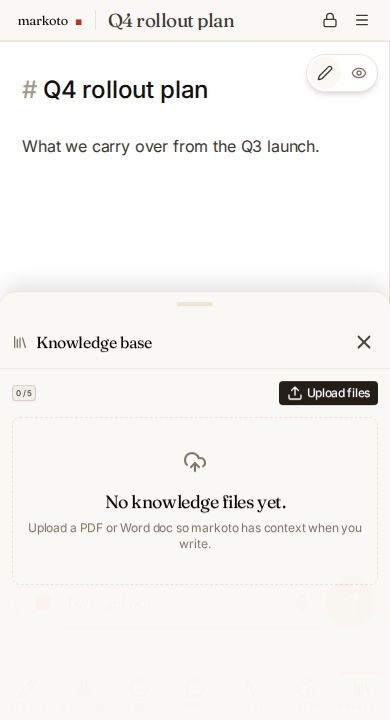 markoto
Q4 rollout plan
# Q4 rollout plan
What we carry over from the Q3 launch.
Knowledge base
0/5
Upload files
No knowledge files yet.
Upload a PDF or Word doc so markoto has context when you
write.